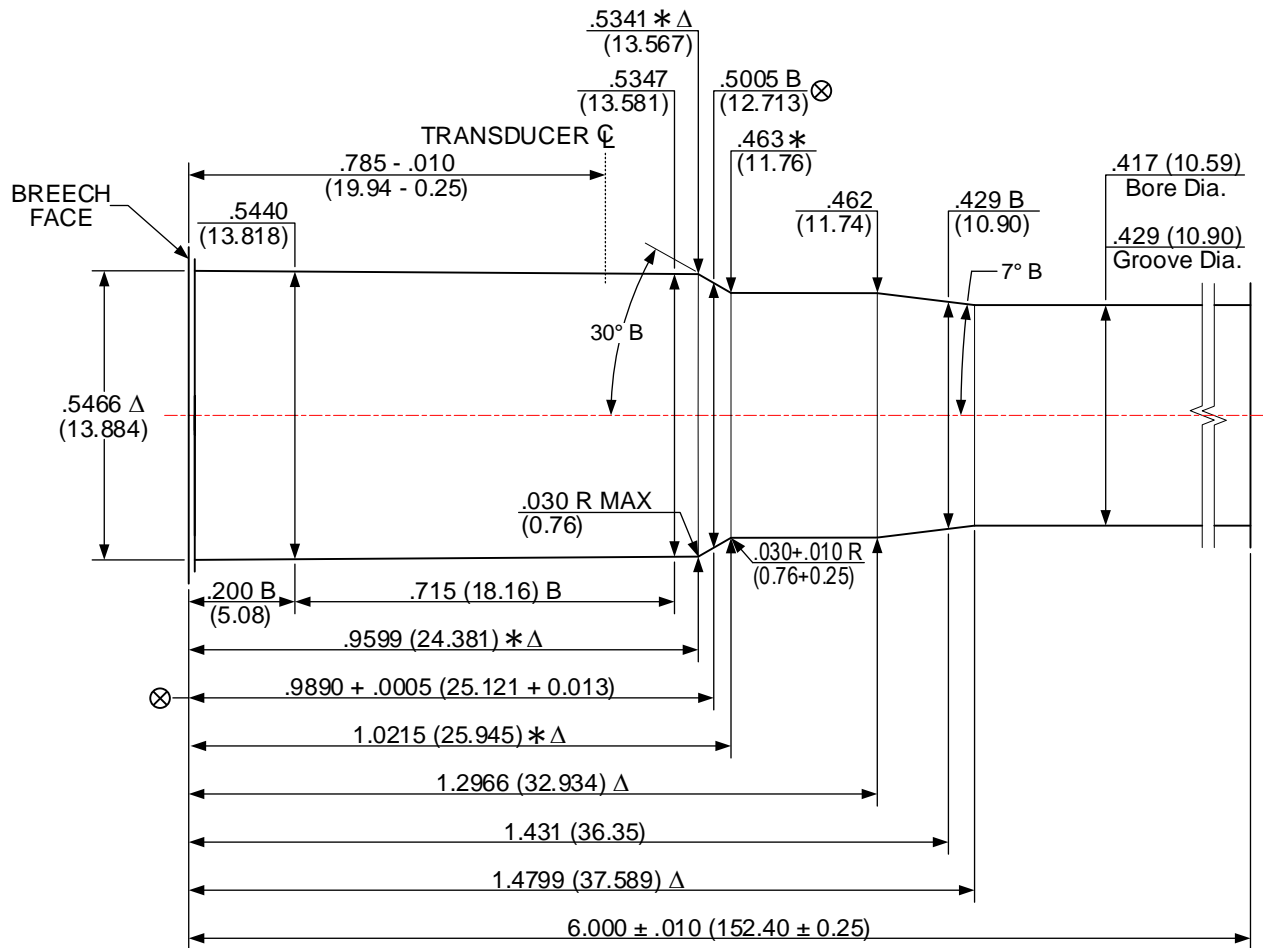 .5341 * Δ
(13.567)
.5347
(13.581)
.5005 B ⊗
(12.713)
TRANSDUCER ℄
.463 *
(11.76)
.785 - .010
(19.94 - 0.25)
.417 (10.59)
Bore Dia.
BREECH
FACE
.5440
(13.818)
.462
(11.74)
.429 B
(10.90)
.429 (10.90)
Groove Dia.
7° B
30° B
.5466 Δ
(13.884)
.030 R MAX
(0.76)
.030+.010 R
(0.76+0.25)
.200 B
(5.08)
.715 (18.16) B
.9599 (24.381) * Δ
⊗ .9890 + .0005 (25.121 + 0.013)
1.0215 (25.945) * Δ
1.2966 (32.934) Δ
1.431 (36.35)
1.4799 (37.589) Δ
6.000 ± .010 (152.40 ± 0.25)